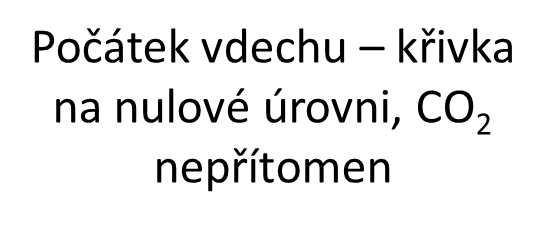 Počátek vdechu – křivka
na nulové úrovni, CO₂
nepřítomen